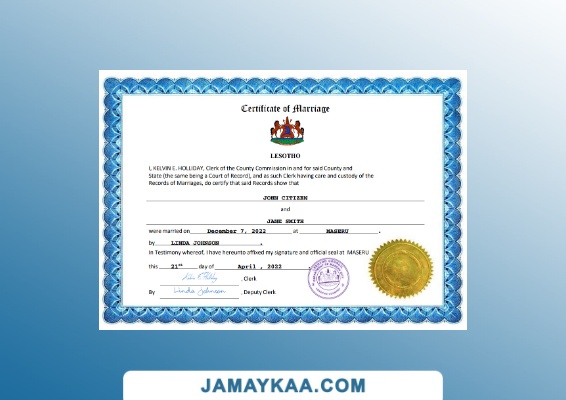 Certificate of Marriage
LESOTHO
I, KELVIN E. HOLLIDAY, Clerk of the County Commission in and for said County and
State (the same being a Court of Record), and as such Clerk having care and custody of the
Records of Marriages, do certify that said Records show that
JOHN CITIZEN
and
JANE SMITH
were married on December 7, 2022 at MASERU.
by LINDA JOHNSON.
In Testimony whereof, I have hereunto affixed my signature and official seal at MASERU
this 21st day of April , 2022
, Clerk
By Linda Johnson , Deputy Clerk
JAMAYKAA.COM